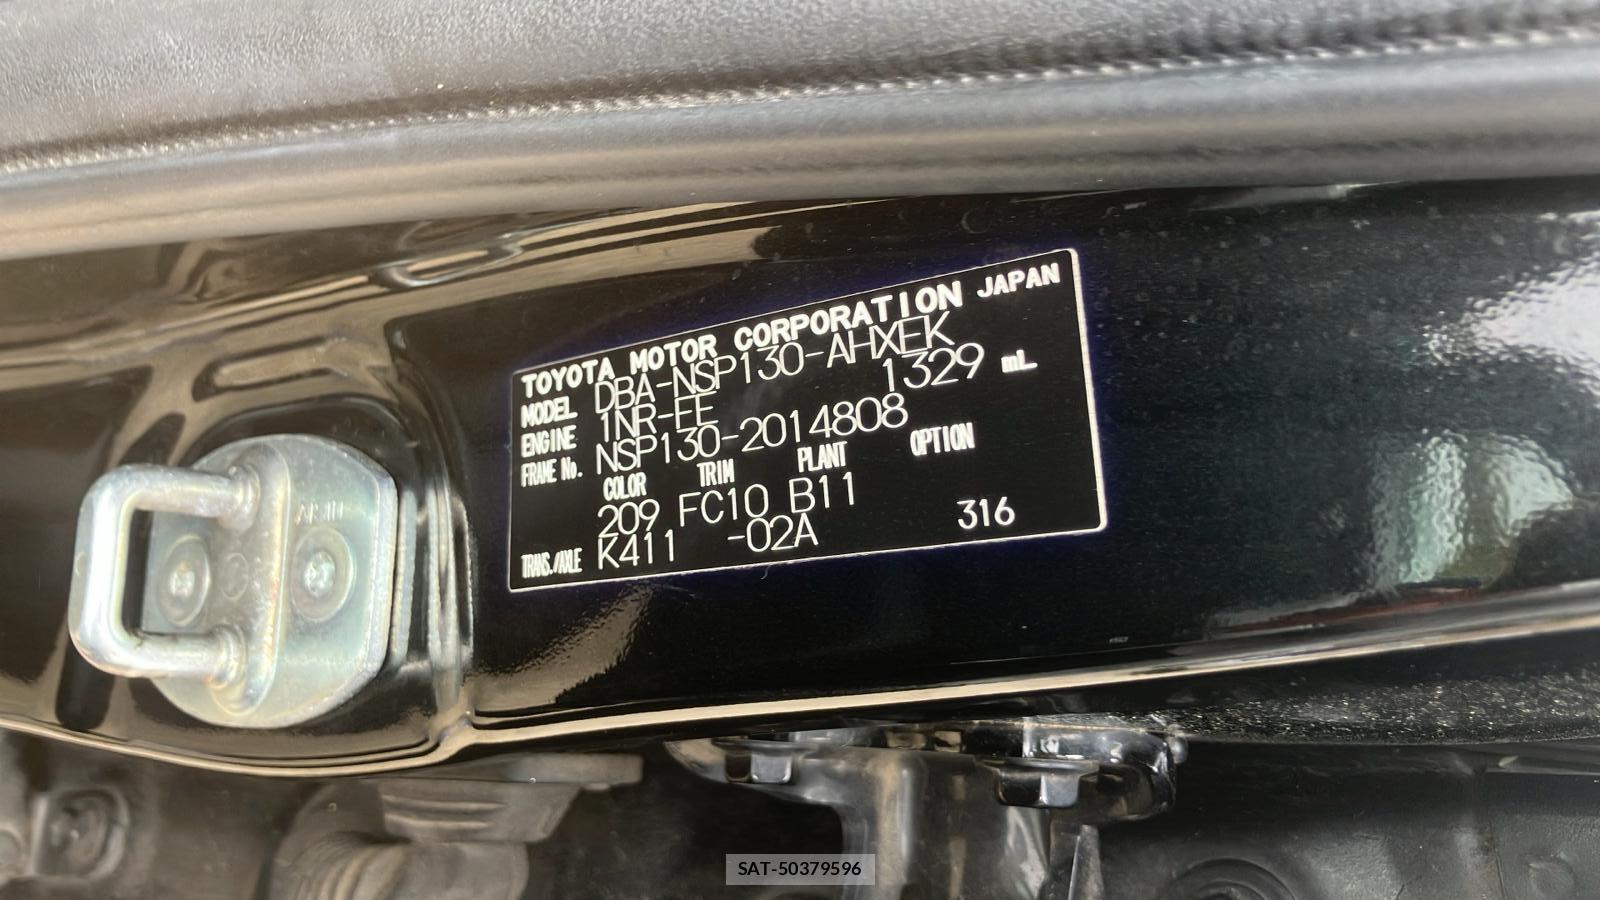 TOYOTA MOTOR CORPORATION JAPAN
MODEL DBA-NSP130-AHXEK
ENGINE 1NR-FE 1329 mL
FRAME No. NSP130-2014808
COLOR TRIM PLANT OPTION
209 FC10 B11
TRANS./AXLE K411 -02A 316
SAT-50379596